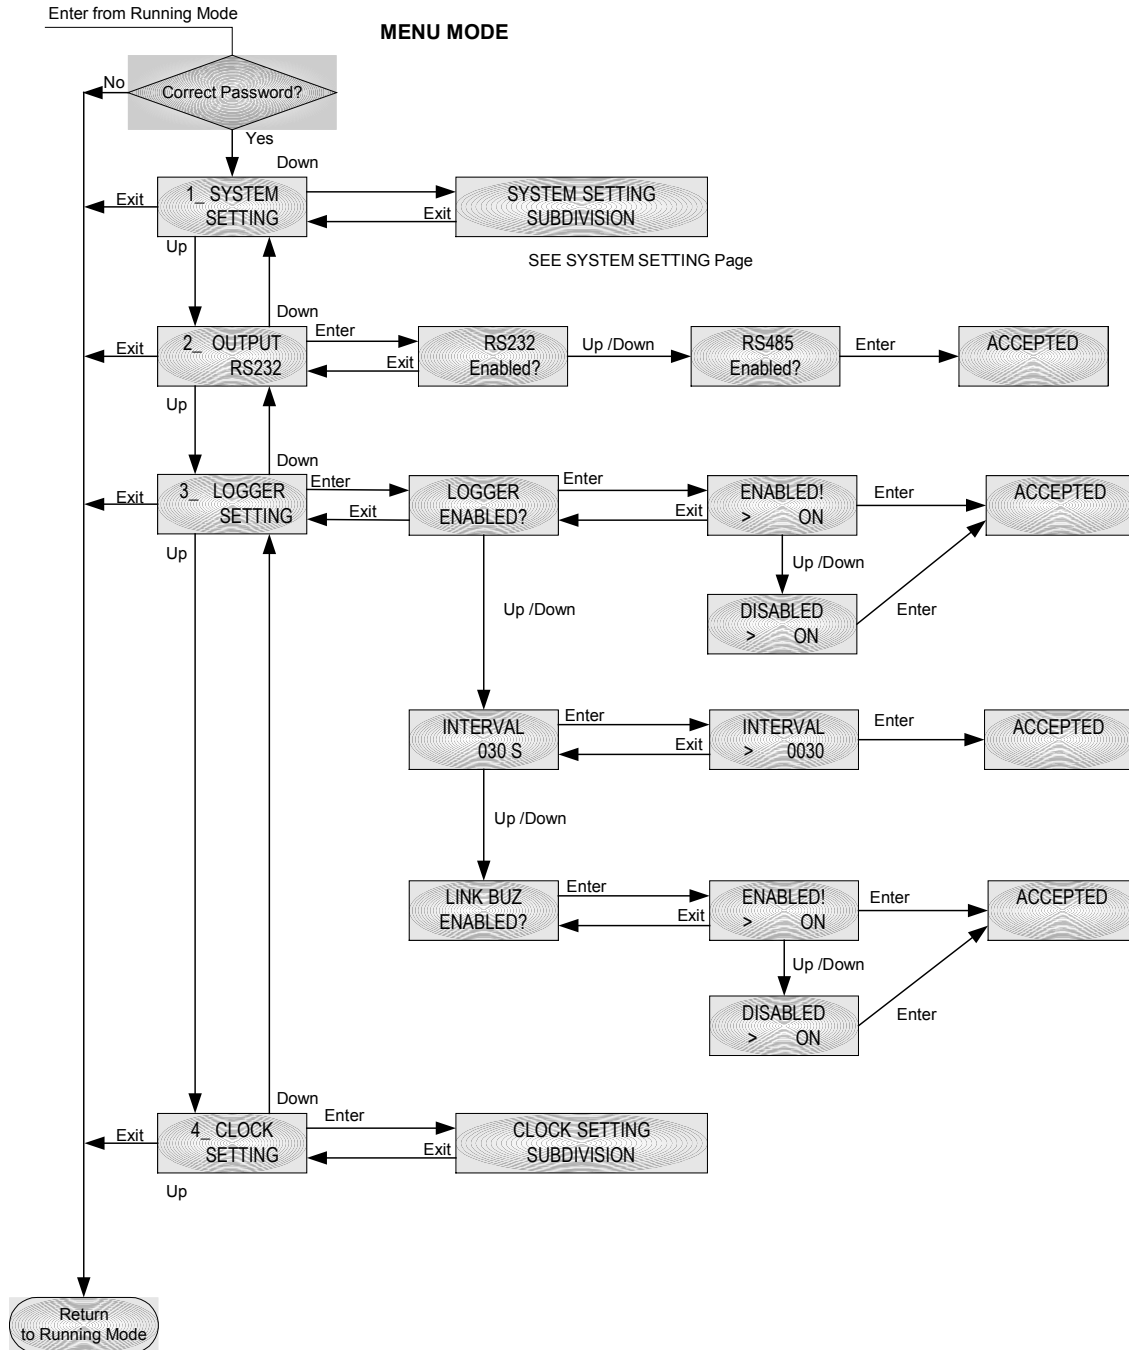 Enter from Running Mode
MENU MODE
No
Correct Password?
Yes
Down
Exit
1_ SYSTEM
SETTING
Exit
SYSTEM SETTING
SUBDIVISION
Up
SEE SYSTEM SETTING Page
Down
Exit
2_ OUTPUT
RS232
Enter
Exit
RS232
Enabled?
Up /Down
RS485
Enabled?
Enter
ACCEPTED
Up
Down
Exit
3_ LOGGER
SETTING
Enter
Exit
LOGGER
ENABLED?
Enter
Exit
ENABLED!
> ON
Enter
ACCEPTED
Up
Up /Down
Up /Down
DISABLED
> ON
Enter
INTERVAL
030 S
Enter
Exit
INTERVAL
> 0030
Enter
ACCEPTED
Up /Down
LINK BUZ
ENABLED?
Enter
Exit
ENABLED!
> ON
Enter
ACCEPTED
Up /Down
DISABLED
> ON
Enter
Down
Exit
4_ CLOCK
SETTING
Enter
Exit
CLOCK SETTING
SUBDIVISION
Up
Return
to Running Mode